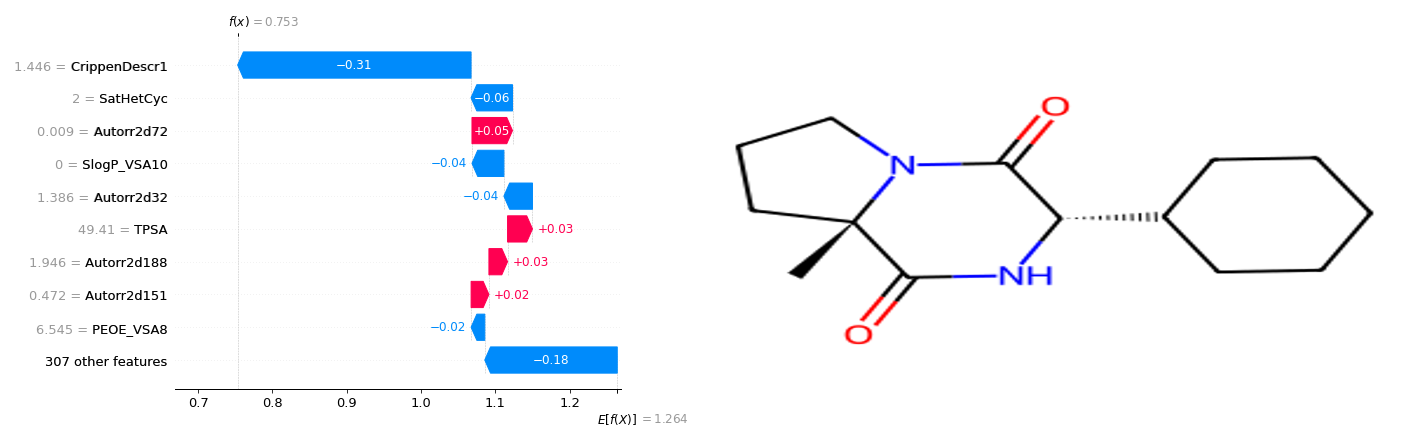 f(x) = 0.753
1.446 = CrippenDescr1
−0.31
2 = SatHetCyc
−0.06
0.009 = Autorr2d72
+0.05
0 = SlogP_VSA10
−0.04
1.386 = Autorr2d32
−0.04
49.41 = TPSA
+0.03
1.946 = Autorr2d188
+0.03
0.472 = Autorr2d151
+0.02
6.545 = PEOE_VSA8
−0.02
307 other features
−0.18
0.7 0.8 0.9 1.0 1.1 1.2
E[f(X)] = 1.264
O
N
NH
O